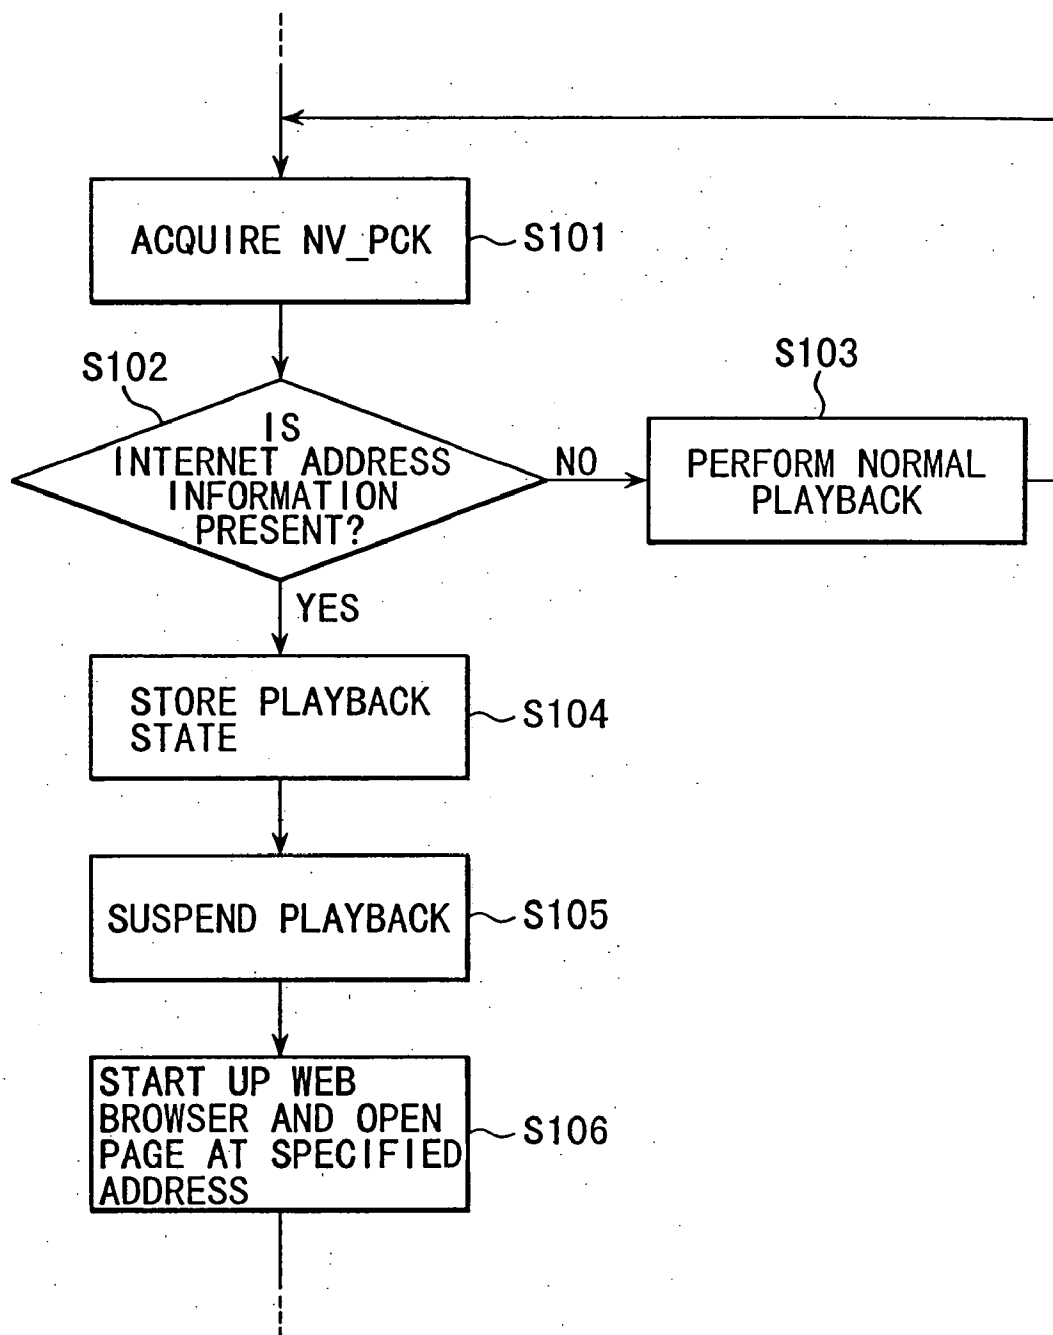 ACQUIRE NV_PCK
S101
S102
IS
INTERNET ADDRESS
INFORMATION
PRESENT?
NO
S103
PERFORM NORMAL
PLAYBACK
YES
STORE PLAYBACK
STATE
S104
SUSPEND PLAYBACK
S105
START UP WEB
BROWSER AND OPEN
PAGE AT SPECIFIED
ADDRESS
S106